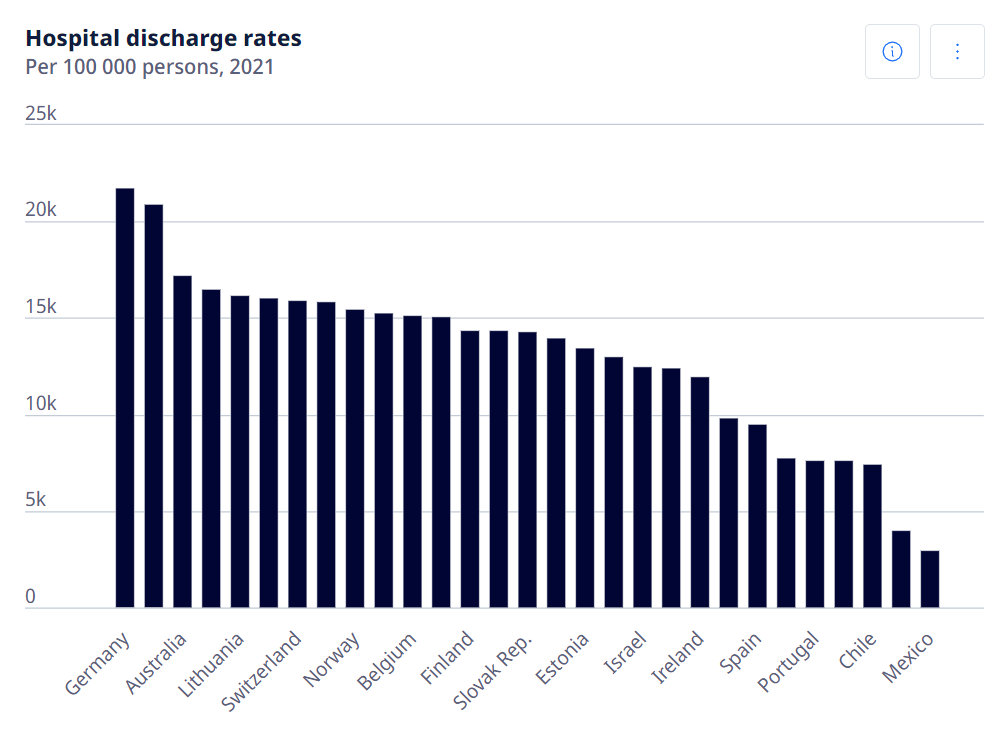 Hospital discharge rates
Per 100 000 persons, 2021
25k
20k
15k
10k
5k
0
Germany
Australia
Lithuania
Switzerland
Norway
Belgium
Finland
Slovak Rep.
Estonia
Israel
Ireland
Spain
Portugal
Chile
Mexico